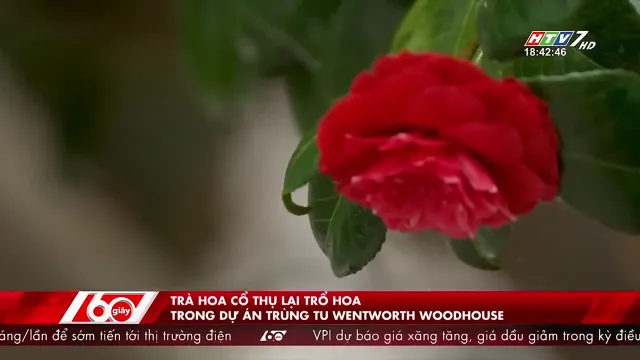 HTV7 HD
18:42:46
TRÀ HOA CỔ THỤ LẠI TRỔ HOA
TRONG DỰ ÁN TRÙNG TU WENTWORTH WOODHOUSE
60 giây
áng/lần để sớm tiến tới thị trường điện 60 VPI dự báo giá xăng tăng, giá dầu giảm trong kỳ điều